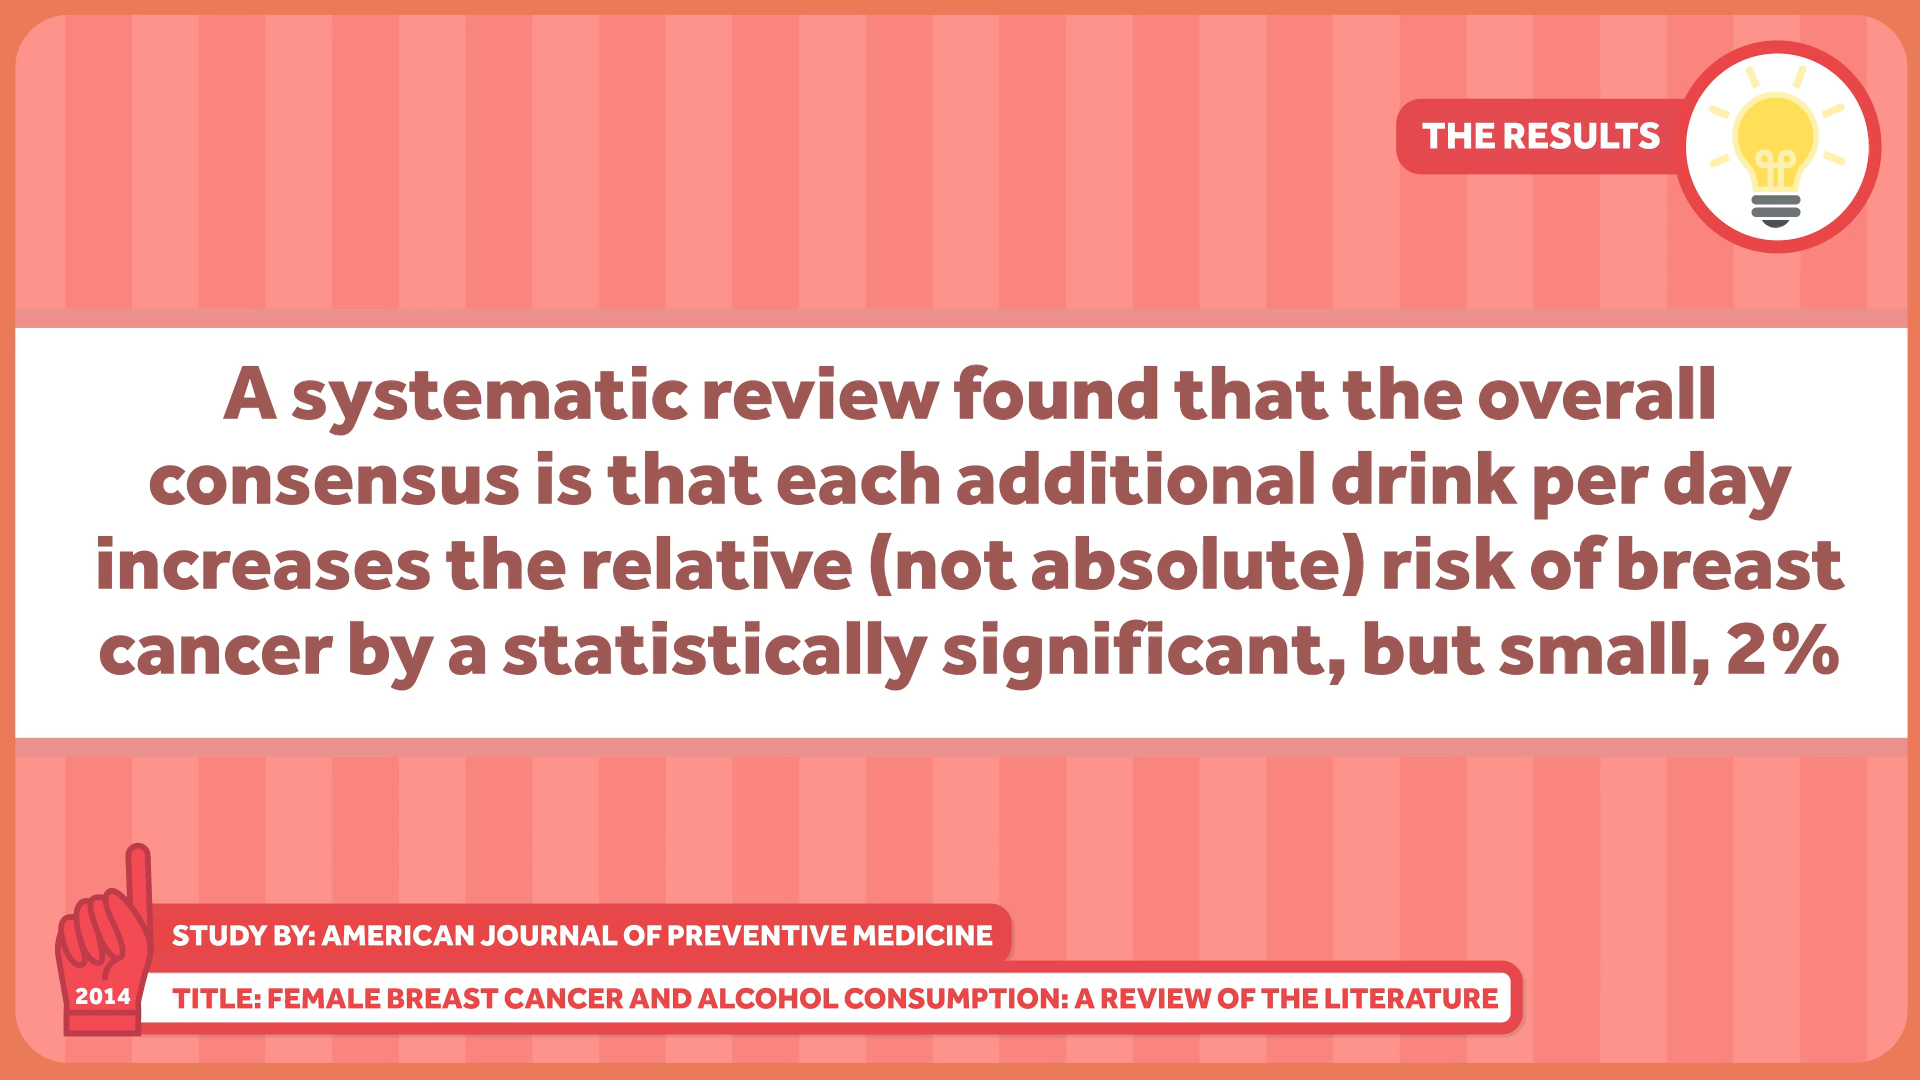 THE RESULTS
A systematic review found that the overall
consensus is that each additional drink per day
increases the relative (not absolute) risk of breast
cancer by a statistically significant, but small, 2%
STUDY BY: AMERICAN JOURNAL OF PREVENTIVE MEDICINE
2014
TITLE: FEMALE BREAST CANCER AND ALCOHOL CONSUMPTION: A REVIEW OF THE LITERATURE